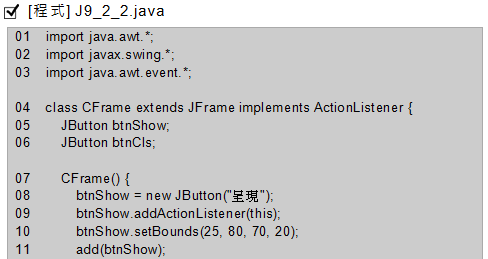 [程式] J9_2_2.java
01 import java.awt.*;
02 import javax.swing.*;
03 import java.awt.event.*;
04 class CFrame extends JFrame implements ActionListener {
05 JButton btnShow;
06 JButton btnCls;
07 CFrame() {
08 btnShow = new JButton("呈現");
09 btnShow.addActionListener(this);
10 btnShow.setBounds(25, 80, 70, 20);
11 add(btnShow);